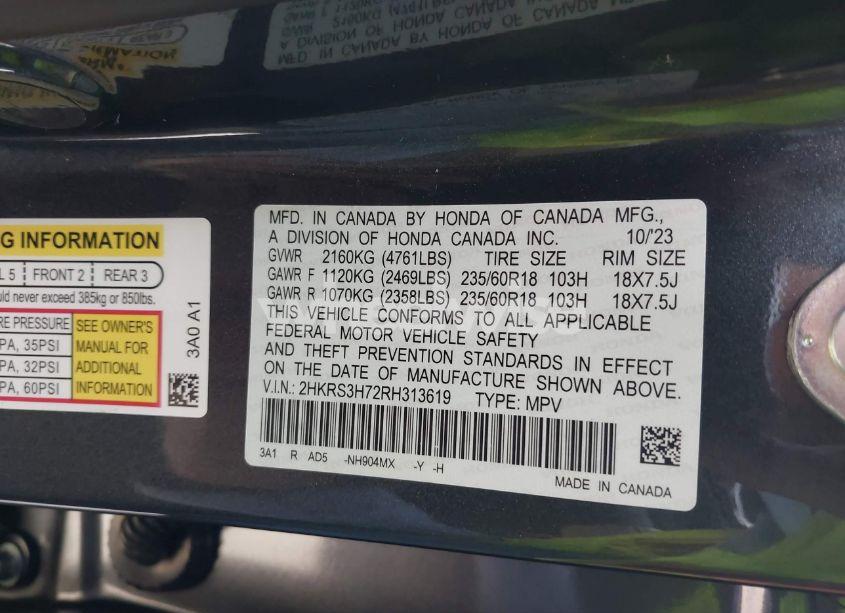 MFD. IN CANADA BY HONDA OF CANADA MFG.,
A DIVISION OF HONDA CANADA INC. 10/'23
GVWR 2160KG (4761LBS) TIRE SIZE RIM SIZE
GAWR F 1120KG (2469LBS) 235/60R18 103H 18X7.5J
GAWR R 1070KG (2358LBS) 235/60R18 103H 18X7.5J
THIS VEHICLE CONFORMS TO ALL APPLICABLE
FEDERAL MOTOR VEHICLE SAFETY
AND THEFT PREVENTION STANDARDS IN EFFECT
ON THE DATE OF MANUFACTURE SHOWN ABOVE.
V.I.N.: 2HKRS3H72RH313619 TYPE: MPV
3A1 R AD5 -NH904MX -Y -H
MADE IN CANADA
G INFORMATION
L 5 FRONT 2 REAR 3
ould never exceed 385kg or 850lbs.
RE PRESSURE
PA, 35PSI
PA, 32PSI
PA, 60PSI
SEE OWNER'S
MANUAL FOR
ADDITIONAL
INFORMATION
3A0 A1